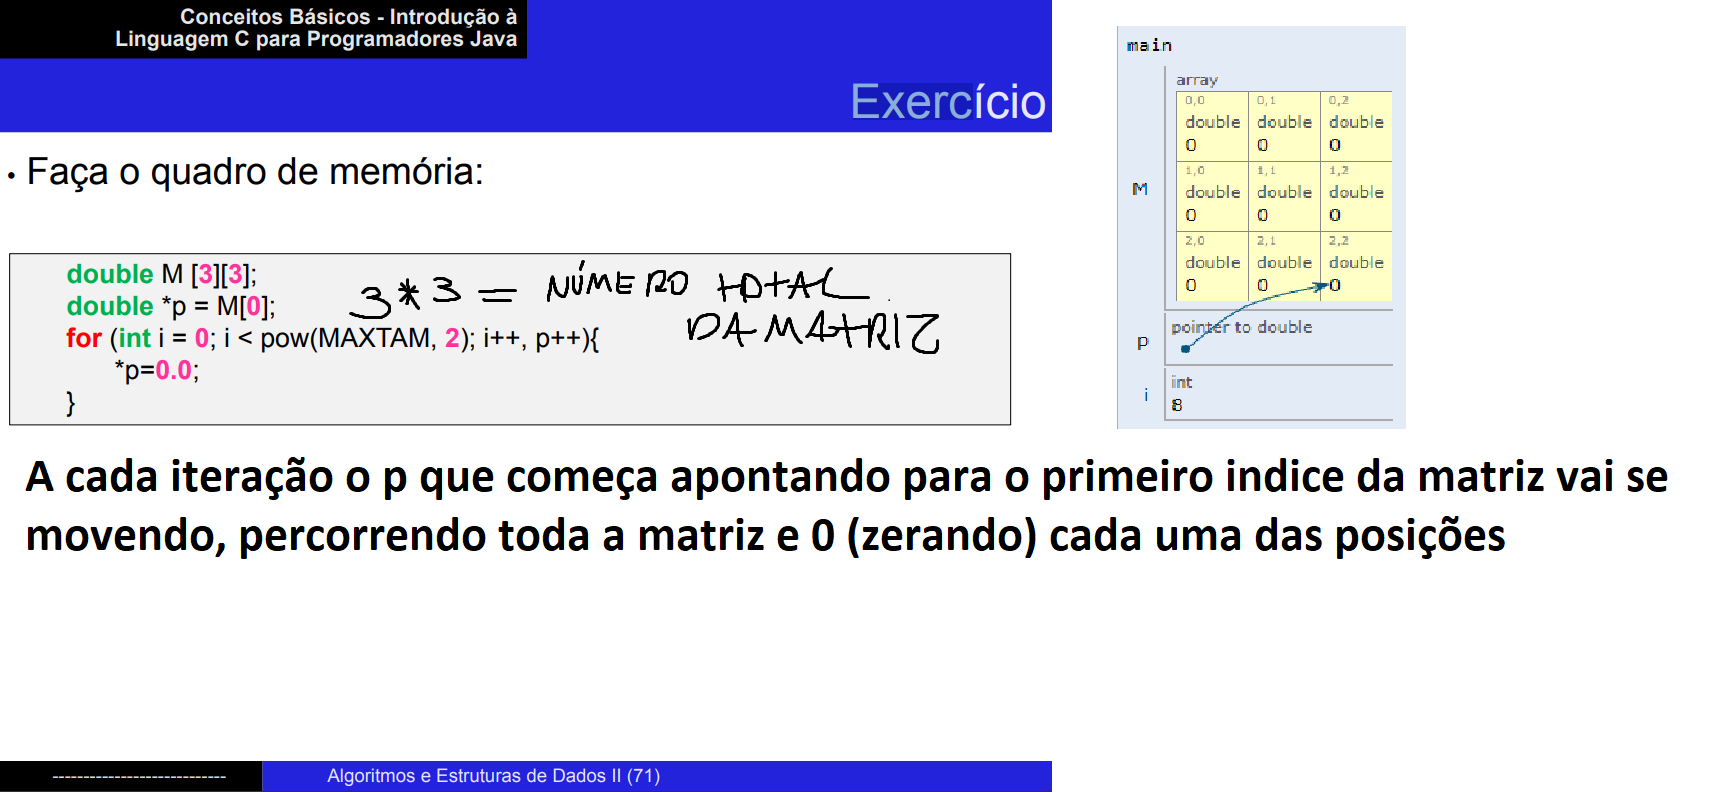 Conceitos Básicos - Introdução à
Linguagem C para Programadores Java
Exercício
• Faça o quadro de memória:
double M [3][3];
double *p = M[0];
for (int i = 0; i < pow(MAXTAM, 2); i++, p++){
*p=0.0;
}
3 * 3 = NÚMERO TOTAL
DA MATRIZ
main
array
0,0 0,1 0,2
double double double
0 0 0
M
1,0 1,1 1,2
double double double
0 0 0
2,0 2,1 2,2
double double double
0 0 0
p
pointer to double
i
int
8
A cada iteração o p que começa apontando para o primeiro indice da matriz vai se
movendo, percorrendo toda a matriz e 0 (zerando) cada uma das posições
----------------------------
Algoritmos e Estruturas de Dados II (71)